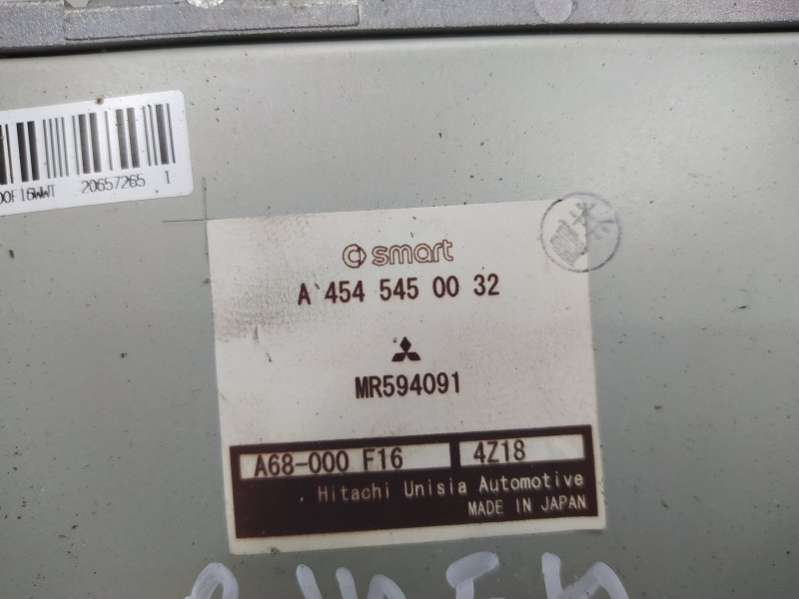 20657265 1
smart
A 454 545 00 32
MR594091
A68-000 F16 4Z18
Hitachi Unisia Automotive
MADE IN JAPAN